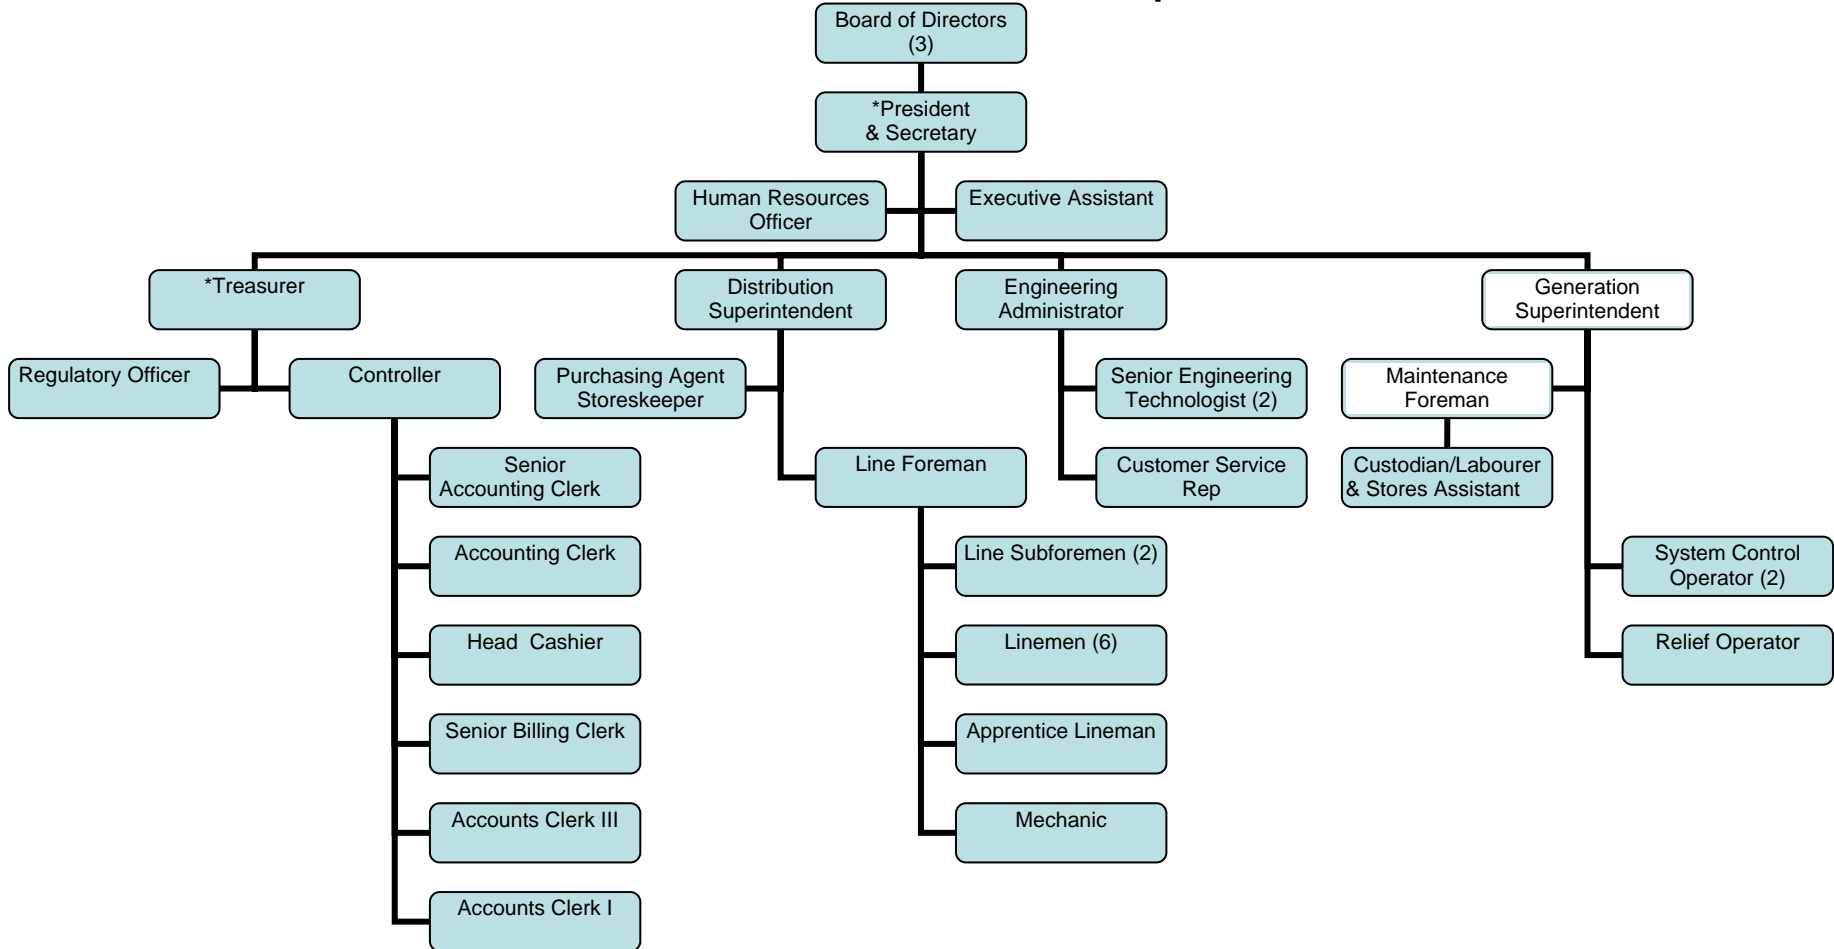 Board of Directors
(3)
*President
& Secretary
Human Resources
Officer
Executive Assistant
*Treasurer
Distribution
Superintendent
Engineering
Administrator
Generation
Superintendent
Regulatory Officer
Controller
Purchasing Agent
Storeskeeper
Senior Engineering
Technologist (2)
Maintenance
Foreman
Senior
Accounting Clerk
Line Foreman
Customer Service
Rep
Custodian/Labourer
& Stores Assistant
Accounting Clerk
Line Subforemen (2)
System Control
Operator (2)
Head  Cashier
Linemen (6)
Relief Operator
Senior Billing Clerk
Apprentice Lineman
Accounts Clerk III
Mechanic
Accounts Clerk I